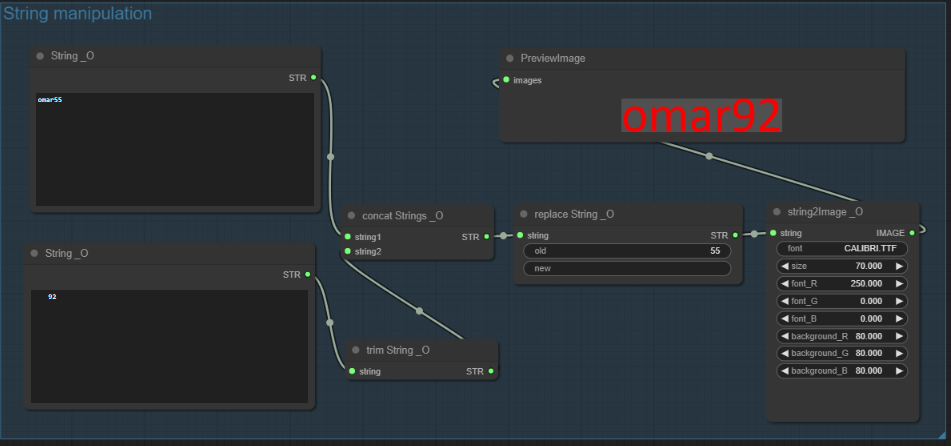 String manipulation
String _O
STR
omar55
String _O
STR
92
concat Strings _O
string1
STR
string2
trim String _O
string
STR
replace String _O
string
STR
old
55
new
PreviewImage
images
omar92
string2Image _O
string
IMAGE
font
CALIBRI.TTF
size
70.000
font_R
250.000
font_G
0.000
font_B
0.000
background_R
80.000
background_G
80.000
background_B
80.000